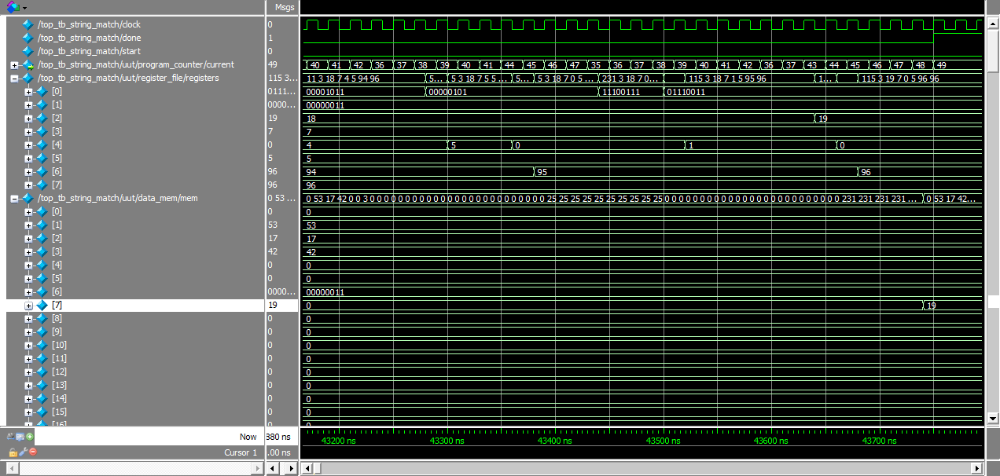 Msgs
/top_tb_string_match/clock 0
/top_tb_string_match/done 1
/top_tb_string_match/start 0
/top_tb_string_match/uut/program_counter/current 49 40 41 42 36 37 38 39 40 41 44 45 46 47 35 36 37 38 39 40 41 42 36 37 43 44 45 46 47 48 49
/top_tb_string_match/uut/register_file/registers 115 3... 11 3 18 7 4 5 94 96 5... 5 3 18 7 5 5 ... 5... 5 3 18 7 0 5 ... 231 3 18 7 0... 115 3 18 7 1 5 95 96 1... 115 3 19 7 0 5 96 96
[0] 0111... 00001011 00000101 11100111 01110011
[1] 0000... 00000011
[2] 19 18 19
[3] 7 7
[4] 0 4 5 0 1 0
[5] 5 5
[6] 96 94 95 96
[7] 96 96
/top_tb_string_match/uut/data_mem/mem 0 53 ... 0 53 17 42 0 0 3 0 0 0 0 0 0 0 0 0 0 0 0 0 0 0 0 0 0 0 0 0 0 0 0 0 25 25 25 25 25 25 25 25 25 25 0 0 0 0 0 0 0 0 0 0 0 0 0 0 0 0 0 0 0 0 0 0 231 231 231 231 ... 0 53 17 42...
[0] 0 0
[1] 53 53
[2] 17 17
[3] 42 42
[4] 0 0
[5] 0 0
[6] 0000... 00000011
[7] 19 0 19
[8] 0 0
[9] 0 0
[10] 0 0
[11] 0 0
[12] 0 0
[13] 0 0
[14] 0 0
[15] 0 0
Now 880 ns 43200 ns 43300 ns 43400 ns 43500 ns 43600 ns 43700 ns
Cursor 1 .00 ns